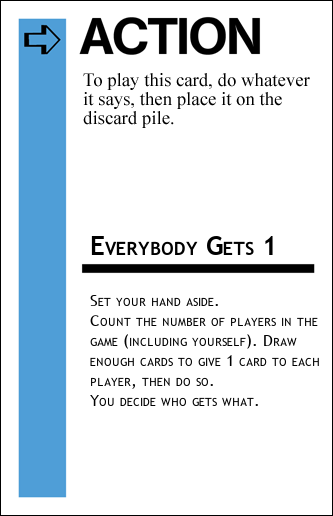 ACTION
To play this card, do whatever
it says, then place it on the
discard pile.
Everybody Gets 1
Set your hand aside.
Count the number of players in the
game (including yourself). Draw
enough cards to give 1 card to each
player, then do so.
You decide who gets what.